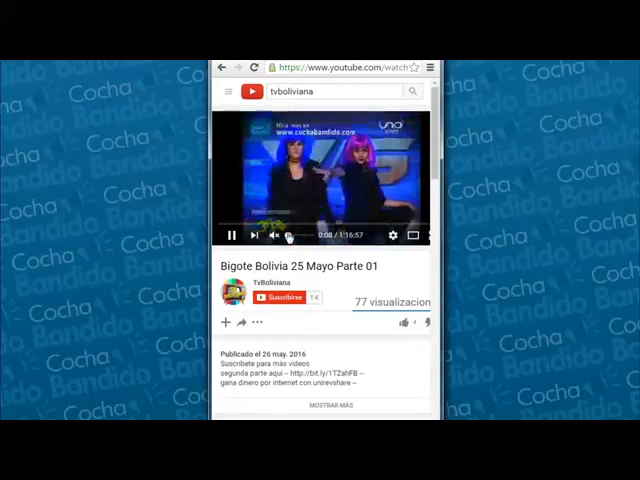 https://www.youtube.com/watch
tvboliviana
Mira mas en
www.cochabandido.com
UNO
VIVO
0:08 / 1:16:57
Bigote Bolivia 25 Mayo Parte 01
TvBoliviana
Suscribirse 1 K
77 visualizacion
4
Publicado el 26 may. 2016
Suscribete para más videos
segunda parte aquí -- http://bit.ly/1TZahFB --
gana dinero por internet con unirevshare --
MOSTRAR MÁS
Cocha
Bandido